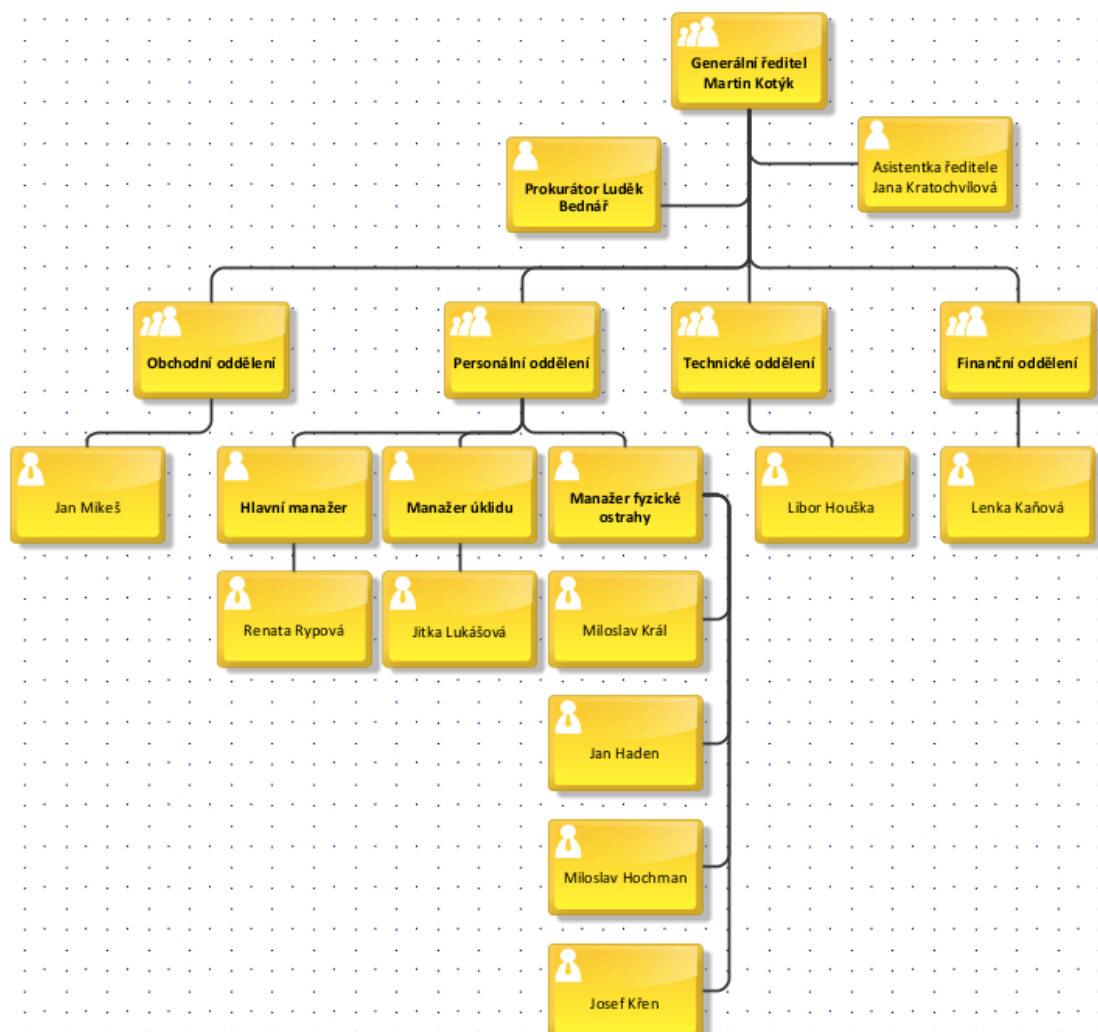 Generální ředitel
Martin Kotýk
Asistentka ředitele
Jana Kratochvílová
Prokurátor Luděk
Bednář
Obchodní oddělení
Personální oddělení
Technické oddělení
Finanční oddělení
Jan Mikeš
Hlavní manažer
Manažer úklidu
Manažer fyzické
ostrahy
Libor Houška
Lenka Kaňová
Renata Rypová
Jitka Lukášová
Miloslav Král
Jan Haden
Miloslav Hochman
Josef Křen